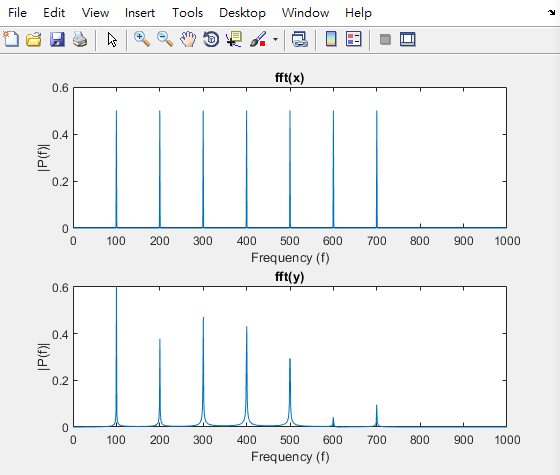 File Edit View Insert Tools Desktop Window Help
fft(x)
0.6
0.4
0.2
0
|P(f)|
0 100 200 300 400 500 600 700 800 900 1000
Frequency (f)
fft(y)
0.6
0.4
0.2
0
|P(f)|
0 100 200 300 400 500 600 700 800 900 1000
Frequency (f)